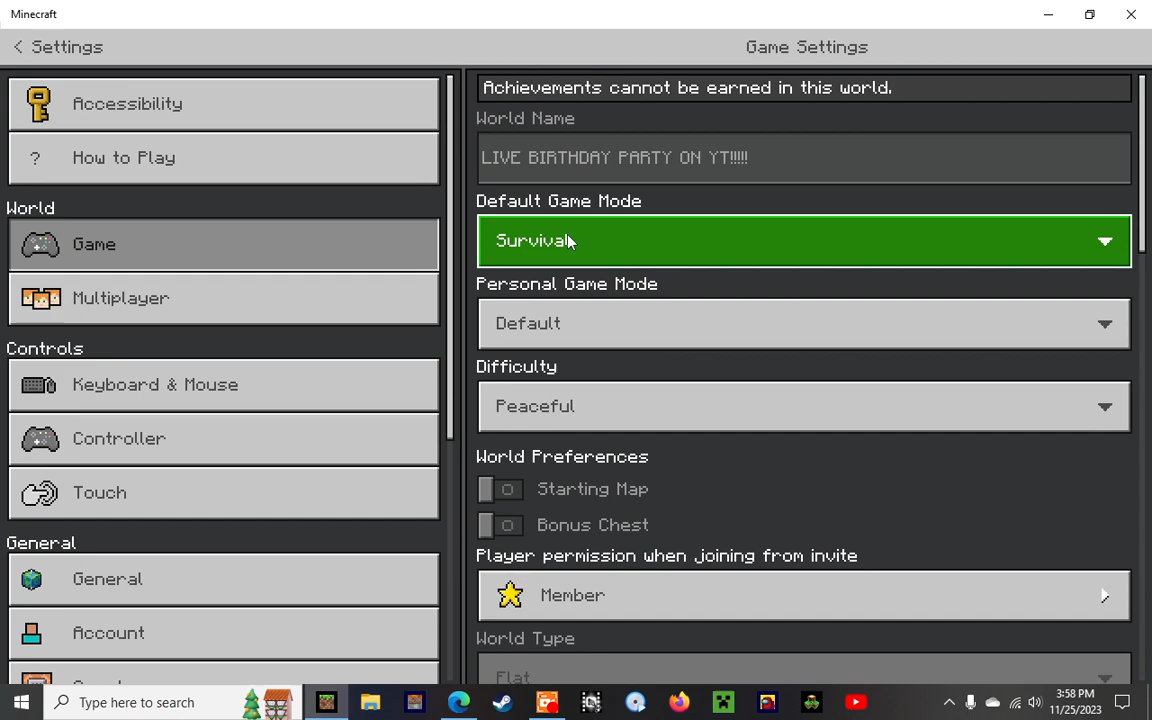 Minecraft
Settings
Game Settings
Accessibility
? How to Play
World
Game
Multiplayer
Controls
Keyboard & Mouse
Controller
Touch
General
General
Account
Achievements cannot be earned in this world.
World Name
LIVE BIRTHDAY PARTY ON YT!!!!!
Default Game Mode
Survival
Personal Game Mode
Default
Difficulty
Peaceful
World Preferences
Starting Map
Bonus Chest
Player permission when joining from invite
Member
World Type
Flat
Type here to search
3:58 PM
11/25/2023